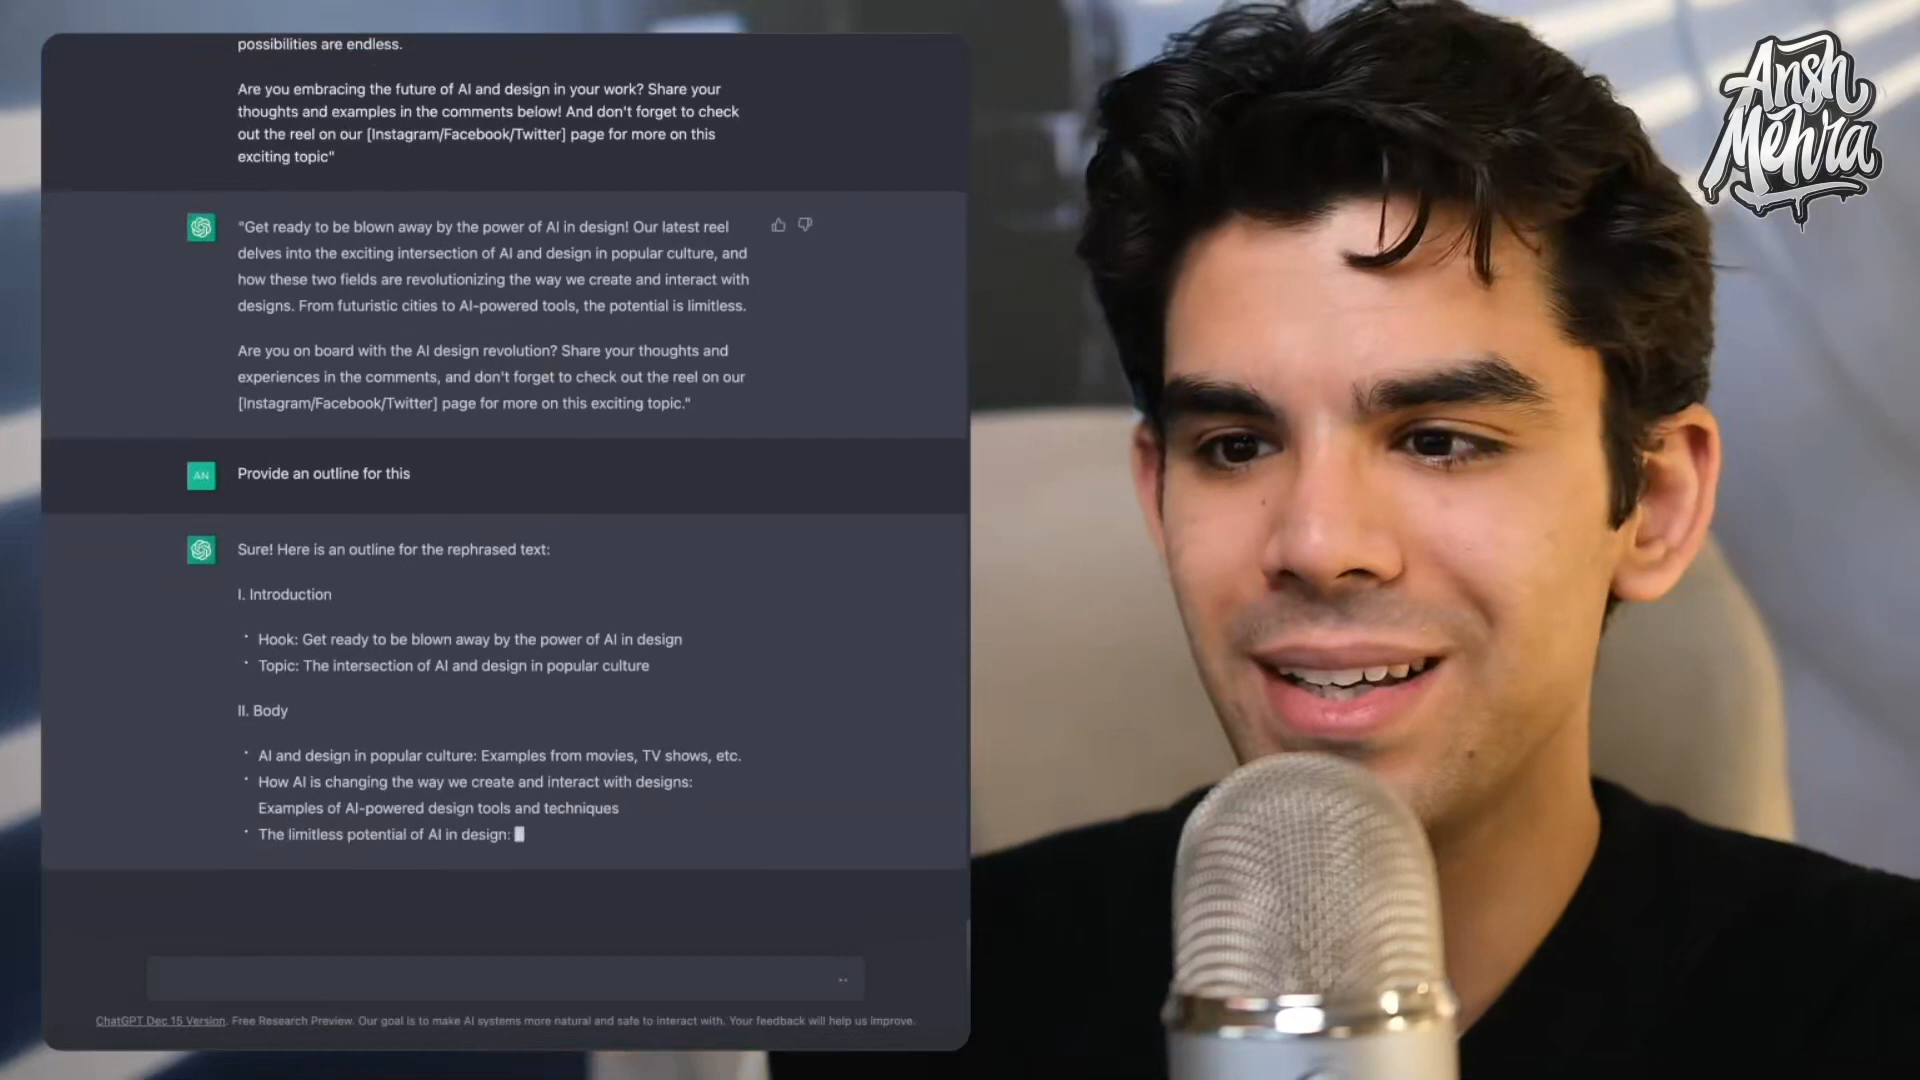 possibilities are endless.
Are you embracing the future of AI and design in your work? Share your
thoughts and examples in the comments below! And don't forget to check
out the reel on our [Instagram/Facebook/Twitter] page for more on this
exciting topic"
"Get ready to be blown away by the power of AI in design! Our latest reel
delves into the exciting intersection of AI and design in popular culture, and
how these two fields are revolutionizing the way we create and interact with
designs. From futuristic cities to AI-powered tools, the potential is limitless.
Are you on board with the AI design revolution? Share your thoughts and
experiences in the comments, and don't forget to check out the reel on our
[Instagram/Facebook/Twitter] page for more on this exciting topic."
AN
Provide an outline for this
Sure! Here is an outline for the rephrased text:
I. Introduction
· Hook: Get ready to be blown away by the power of AI in design
· Topic: The intersection of AI and design in popular culture
II. Body
· AI and design in popular culture: Examples from movies, TV shows, etc.
· How AI is changing the way we create and interact with designs:
Examples of AI-powered design tools and techniques
· The limitless potential of AI in design:
ChatGPT Dec 15 Version. Free Research Preview. Our goal is to make AI systems more natural and safe to interact with. Your feedback will help us improve.
Ansh
Mehra